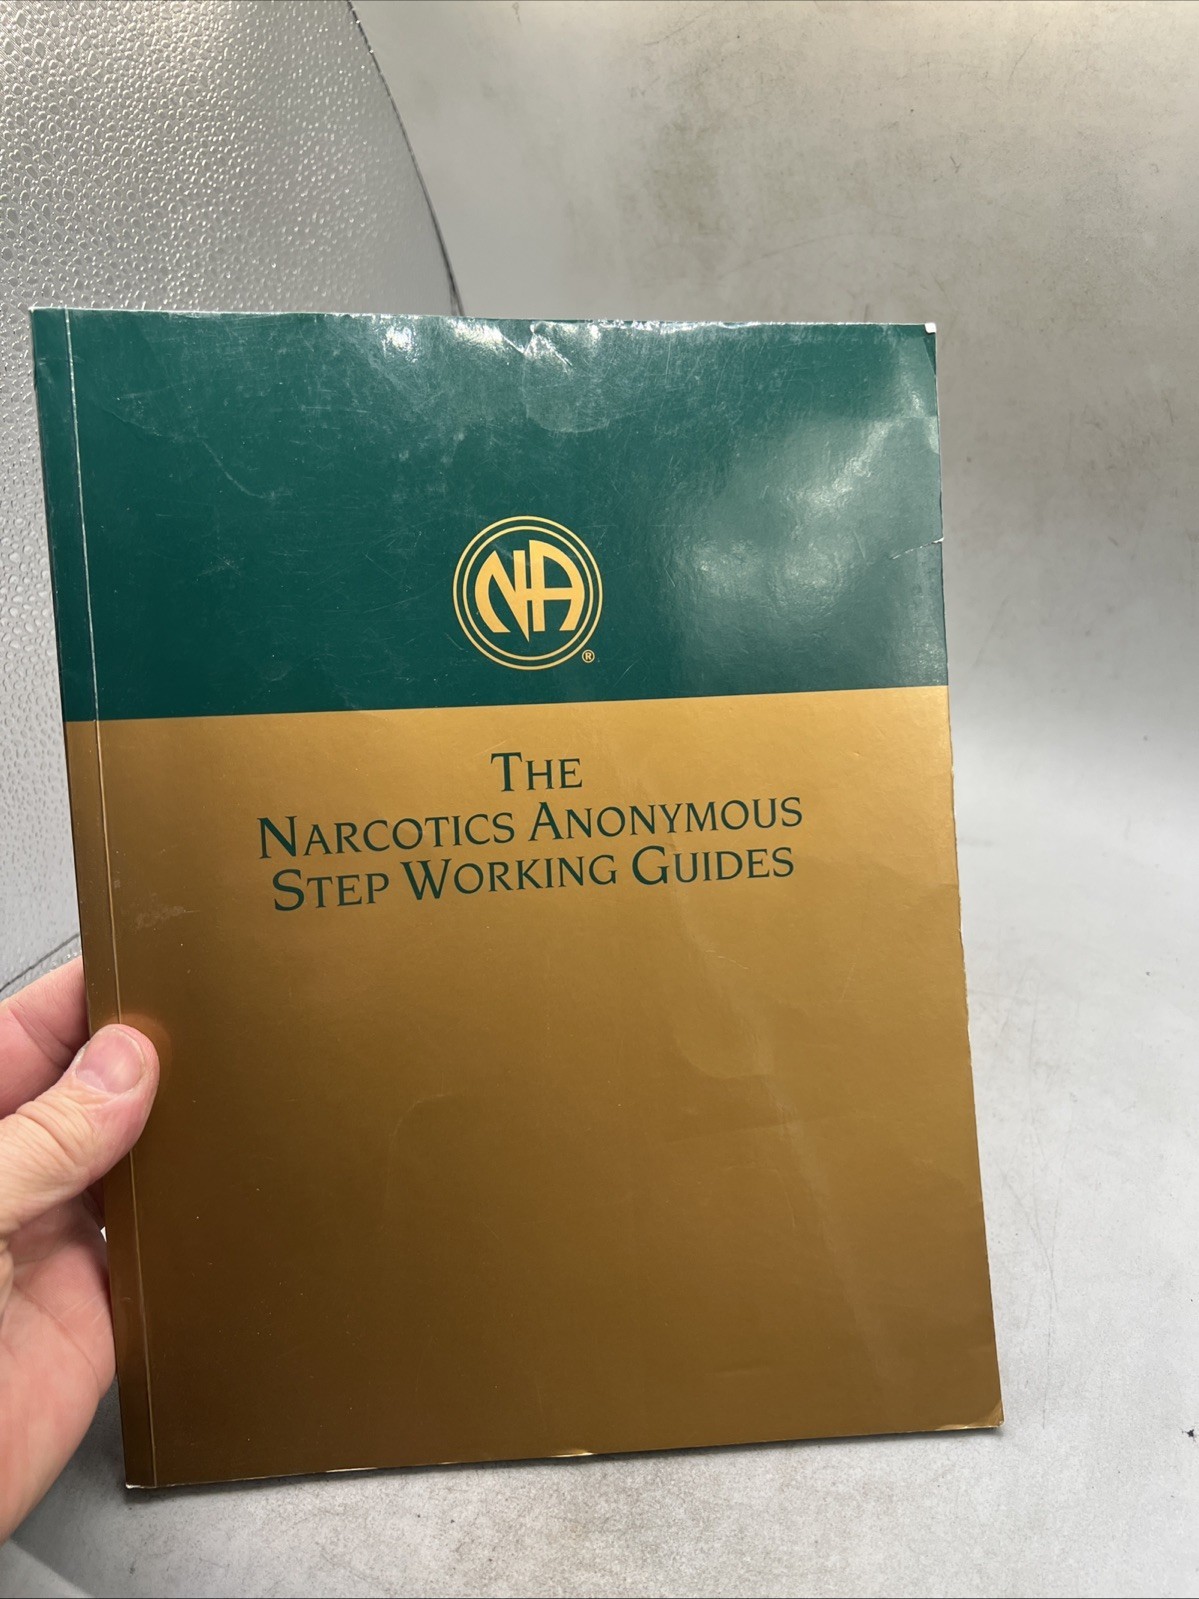 NA
®
THE
NARCOTICS ANONYMOUS
STEP WORKING GUIDES